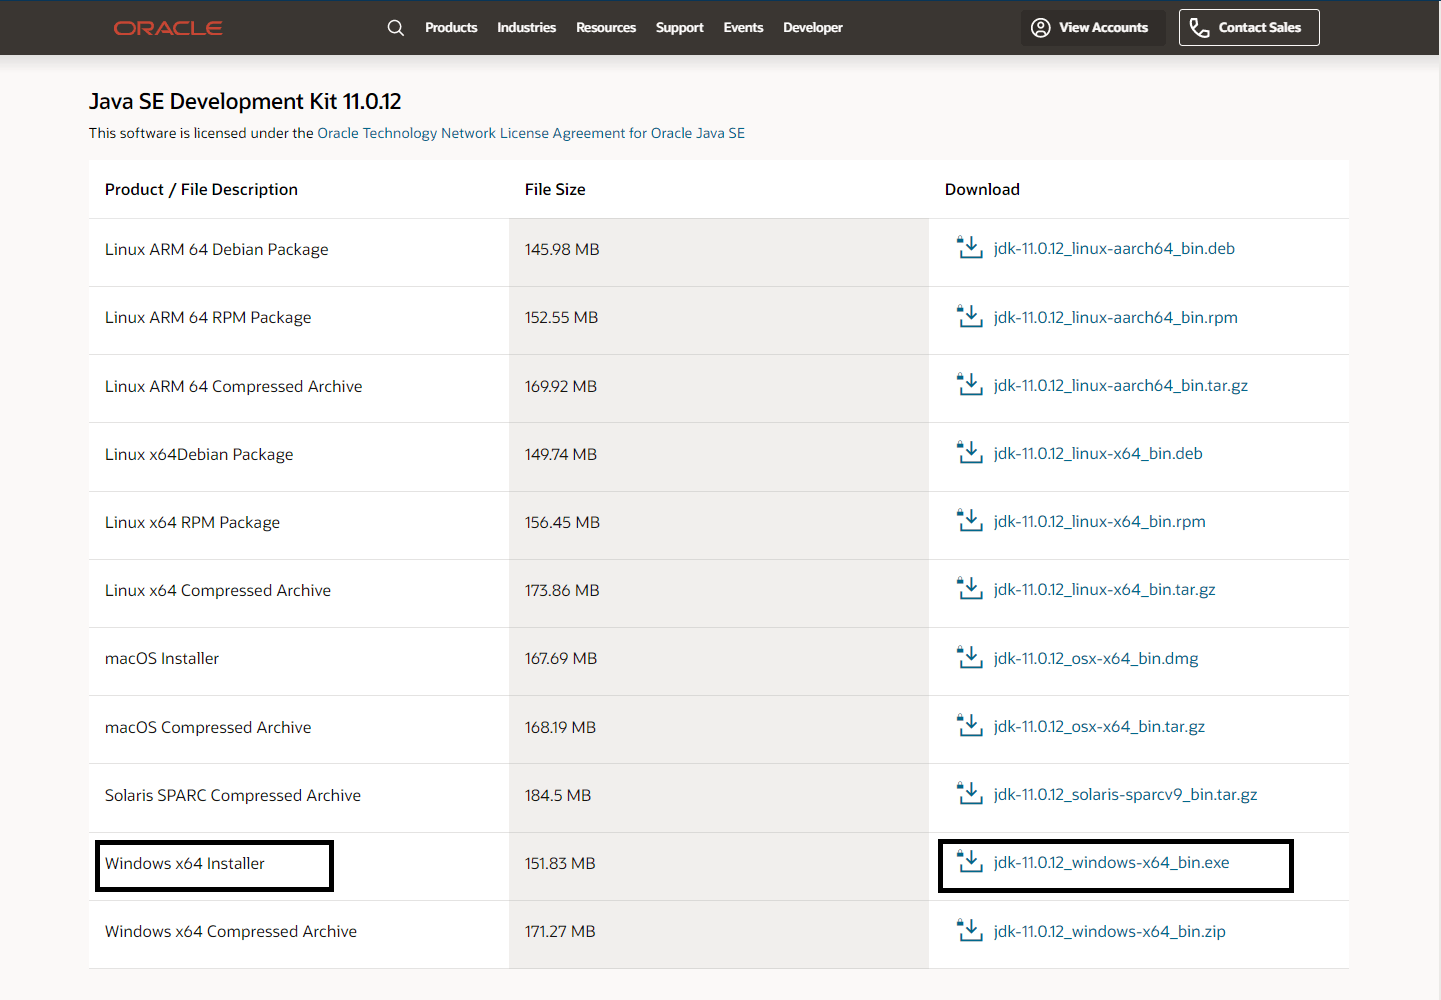 ORACLE
Products Industries Resources Support Events Developer
View Accounts
Contact Sales
Java SE Development Kit 11.0.12
This software is licensed under the Oracle Technology Network License Agreement for Oracle Java SE
Product / File Description File Size Download
Linux ARM 64 Debian Package 145.98 MB jdk-11.0.12_linux-aarch64_bin.deb
Linux ARM 64 RPM Package 152.55 MB jdk-11.0.12_linux-aarch64_bin.rpm
Linux ARM 64 Compressed Archive 169.92 MB jdk-11.0.12_linux-aarch64_bin.tar.gz
Linux x64Debian Package 149.74 MB jdk-11.0.12_linux-x64_bin.deb
Linux x64 RPM Package 156.45 MB jdk-11.0.12_linux-x64_bin.rpm
Linux x64 Compressed Archive 173.86 MB jdk-11.0.12_linux-x64_bin.tar.gz
macOS Installer 167.69 MB jdk-11.0.12_osx-x64_bin.dmg
macOS Compressed Archive 168.19 MB jdk-11.0.12_osx-x64_bin.tar.gz
Solaris SPARC Compressed Archive 184.5 MB jdk-11.0.12_solaris-sparcv9_bin.tar.gz
Windows x64 Installer 151.83 MB jdk-11.0.12_windows-x64_bin.exe
Windows x64 Compressed Archive 171.27 MB jdk-11.0.12_windows-x64_bin.zip